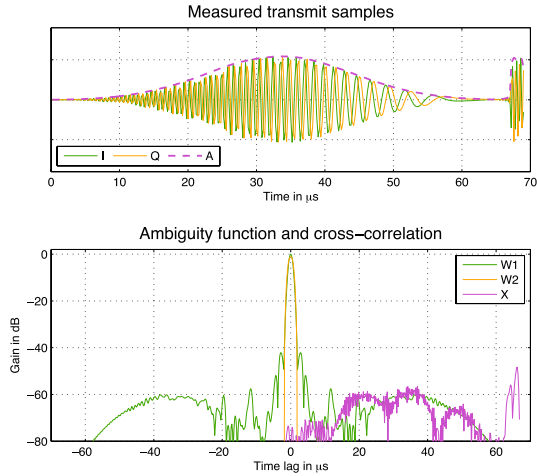 Measured transmit samples
I Q A
0 10 20 30 40 50 60 70
Time in μs
Ambiguity function and cross−correlation
Gain in dB
0
−20
−40
−60
−80
W1
W2
X
−60 −40 −20 0 20 40 60
Time lag in μs